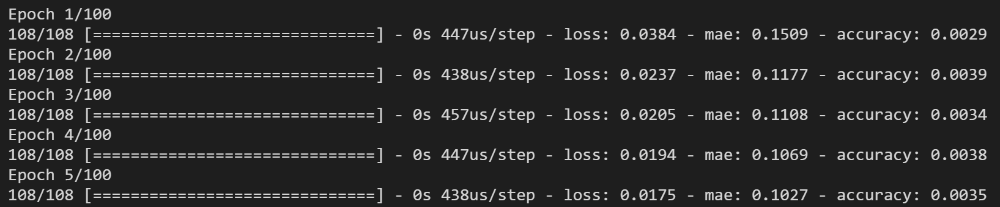 Epoch 1/100
108/108 [==============================] - 0s 447us/step - loss: 0.0384 - mae: 0.1509 - accuracy: 0.0029
Epoch 2/100
108/108 [==============================] - 0s 438us/step - loss: 0.0237 - mae: 0.1177 - accuracy: 0.0039
Epoch 3/100
108/108 [==============================] - 0s 457us/step - loss: 0.0205 - mae: 0.1108 - accuracy: 0.0034
Epoch 4/100
108/108 [==============================] - 0s 447us/step - loss: 0.0194 - mae: 0.1069 - accuracy: 0.0038
Epoch 5/100
108/108 [==============================] - 0s 438us/step - loss: 0.0175 - mae: 0.1027 - accuracy: 0.0035